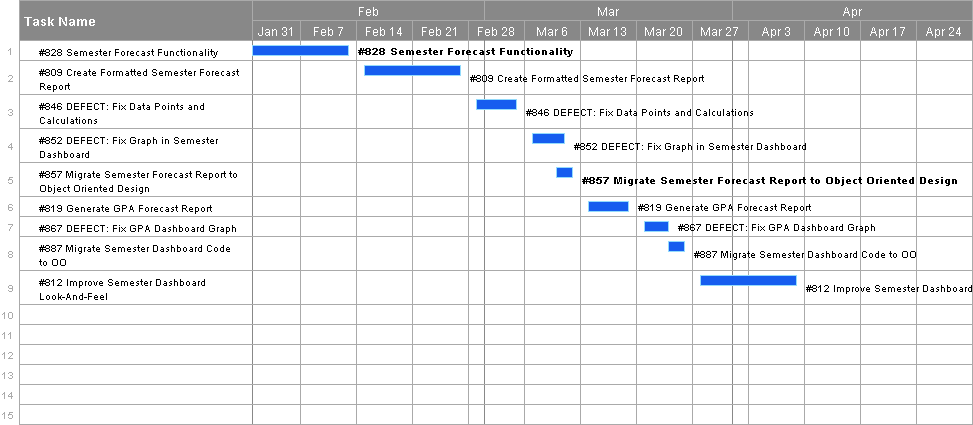 Task Name
Feb Mar Apr
Jan 31 Feb 7 Feb 14 Feb 21 Feb 28 Mar 6 Mar 13 Mar 20 Mar 27 Apr 3 Apr 10 Apr 17 Apr 24
1 #828 Semester Forecast Functionality #828 Semester Forecast Functionality
2 #809 Create Formatted Semester Forecast
Report #809 Create Formatted Semester Forecast Report
3 #846 DEFECT: Fix Data Points and
Calculations #846 DEFECT: Fix Data Points and Calculations
4 #852 DEFECT: Fix Graph in Semester
Dashboard #852 DEFECT: Fix Graph in Semester Dashboard
5 #857 Migrate Semester Forecast Report to
Object Oriented Design #857 Migrate Semester Forecast Report to Object Oriented Design
6 #819 Generate GPA Forecast Report #819 Generate GPA Forecast Report
7 #867 DEFECT: Fix GPA Dashboard Graph #867 DEFECT: Fix GPA Dashboard Graph
8 #887 Migrate Semester Dashboard Code
to OO #887 Migrate Semester Dashboard Code to OO
9 #812 Improve Semester Dashboard
Look-And-Feel #812 Improve Semester Dashboard
10
11
12
13
14
15